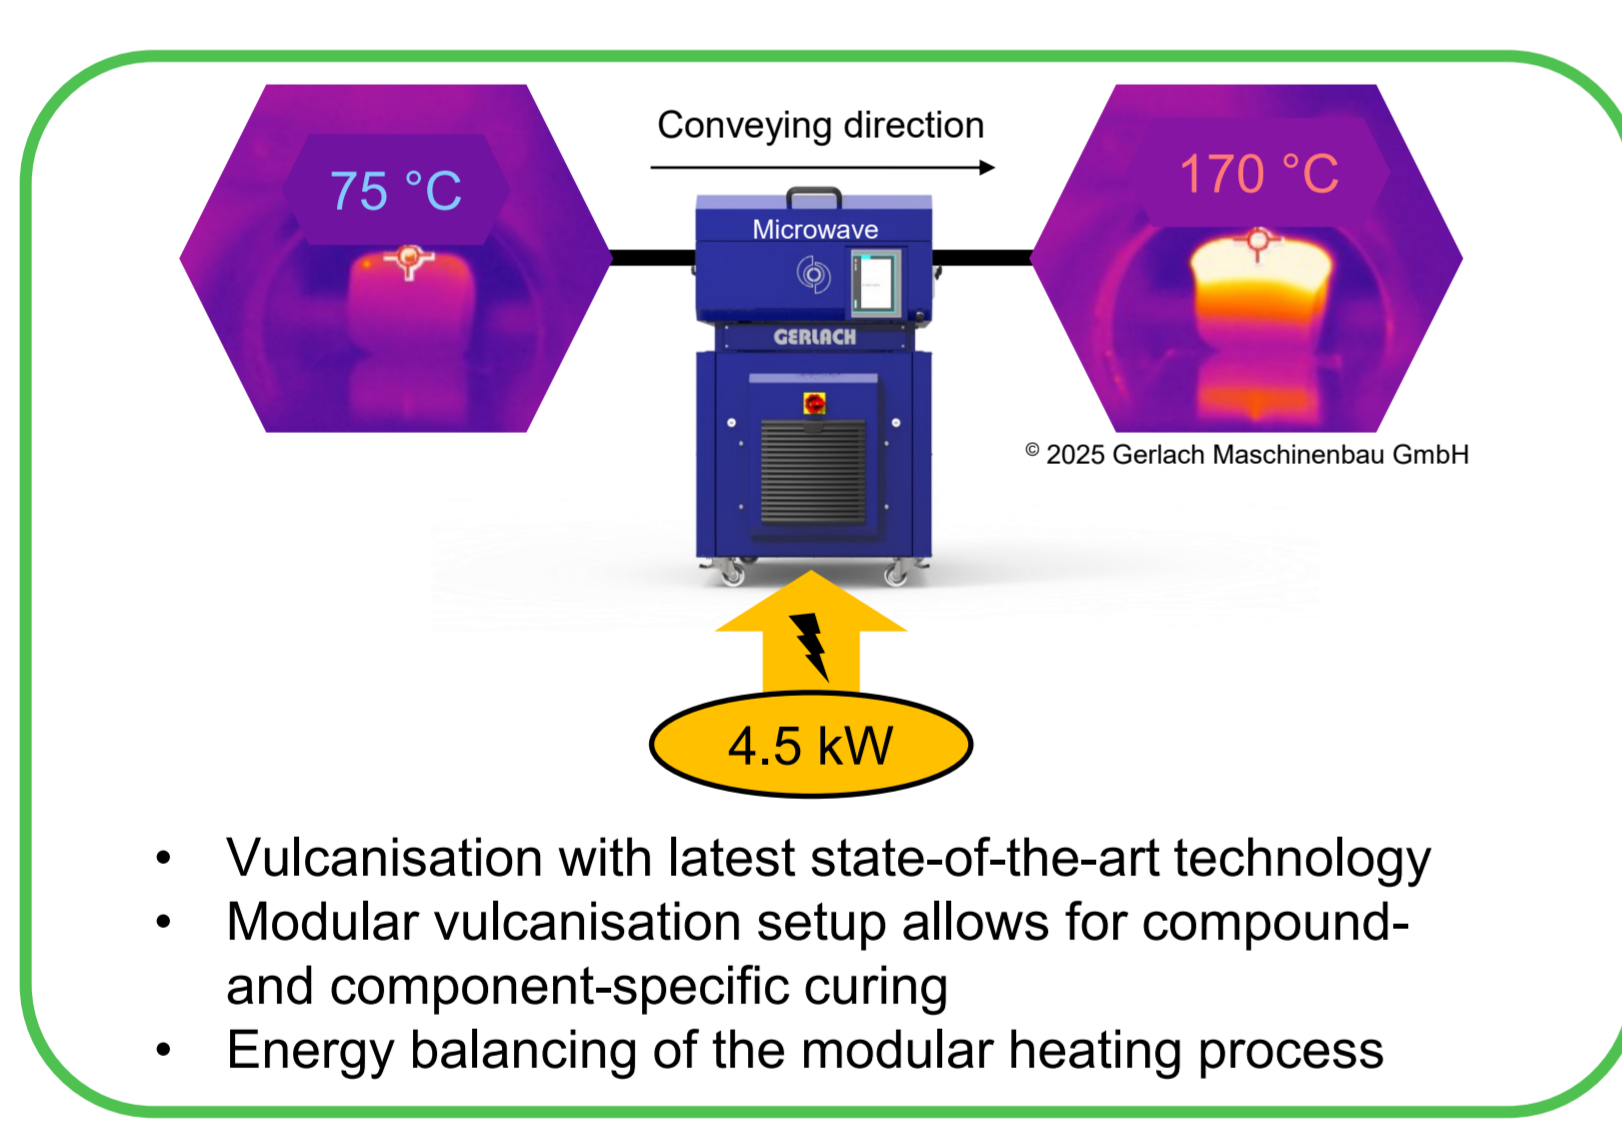 Conveying direction
75 °C
170 °C
Microwave
GERLACH
© 2025 Gerlach Maschinenbau GmbH
4.5 kW
• Vulcanisation with latest state-of-the-art technology
• Modular vulcanisation setup allows for compound-
and component-specific curing
• Energy balancing of the modular heating process